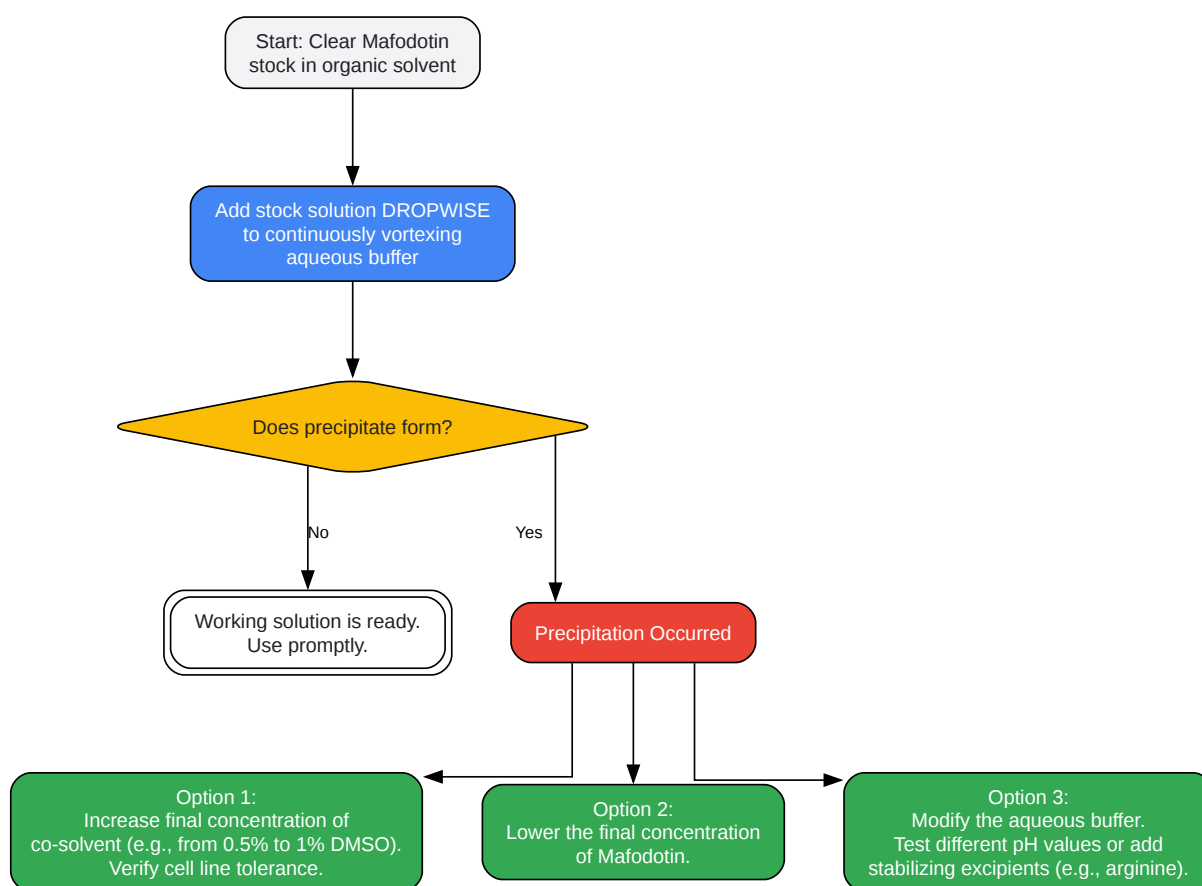 Start: Clear Mafodotin
stock in organic solvent
Add stock solution DROPWISE
to continuously vortexing
aqueous buffer
Does precipitate form?
No
Yes
Working solution is ready.
Use promptly.
Precipitation Occurred
Option 1:
Increase final concentration of
co-solvent (e.g., from 0.5% to 1% DMSO).
Verify cell line tolerance.
Option 2:
Lower the final concentration
of Mafodotin.
Option 3:
Modify the aqueous buffer.
Test different pH values or add
stabilizing excipients (e.g., arginine).